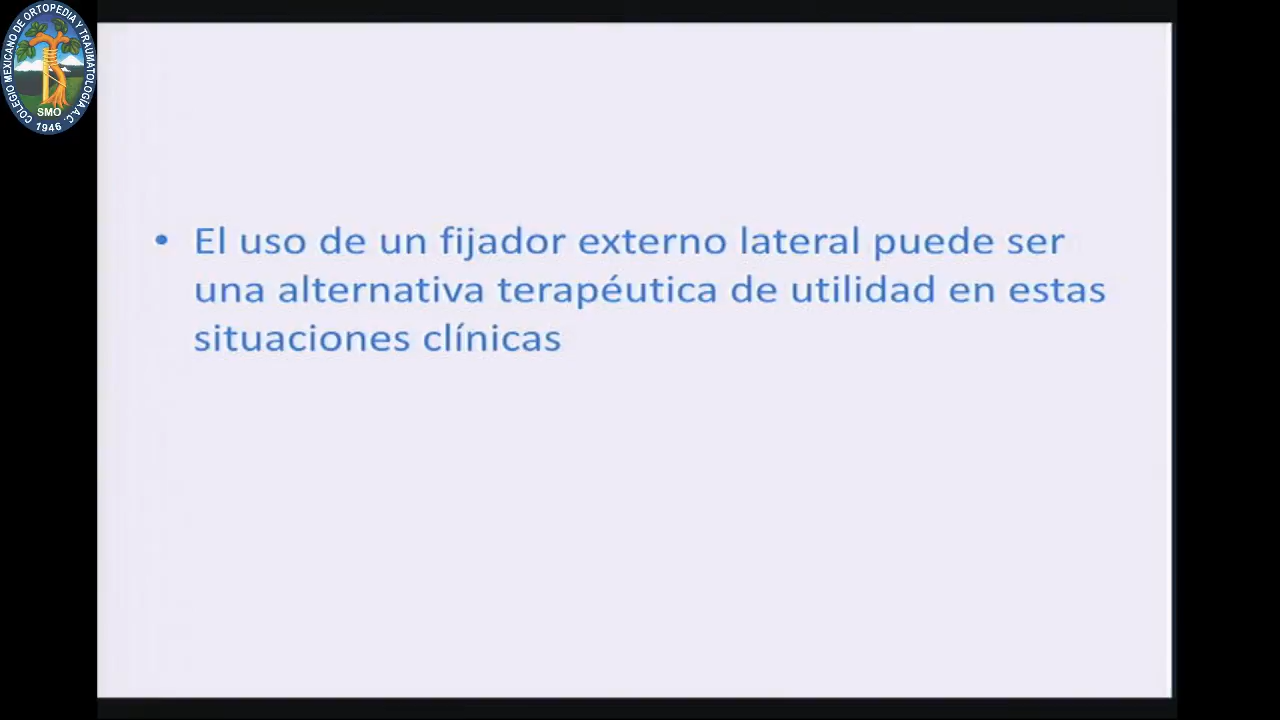 COLEGIO MEXICANO DE ORTOPEDIA Y TRAUMATOLOGIA A.C.
SMO
1946
• El uso de un fijador externo lateral puede ser
una alternativa terapéutica de utilidad en estas
situaciones clínicas